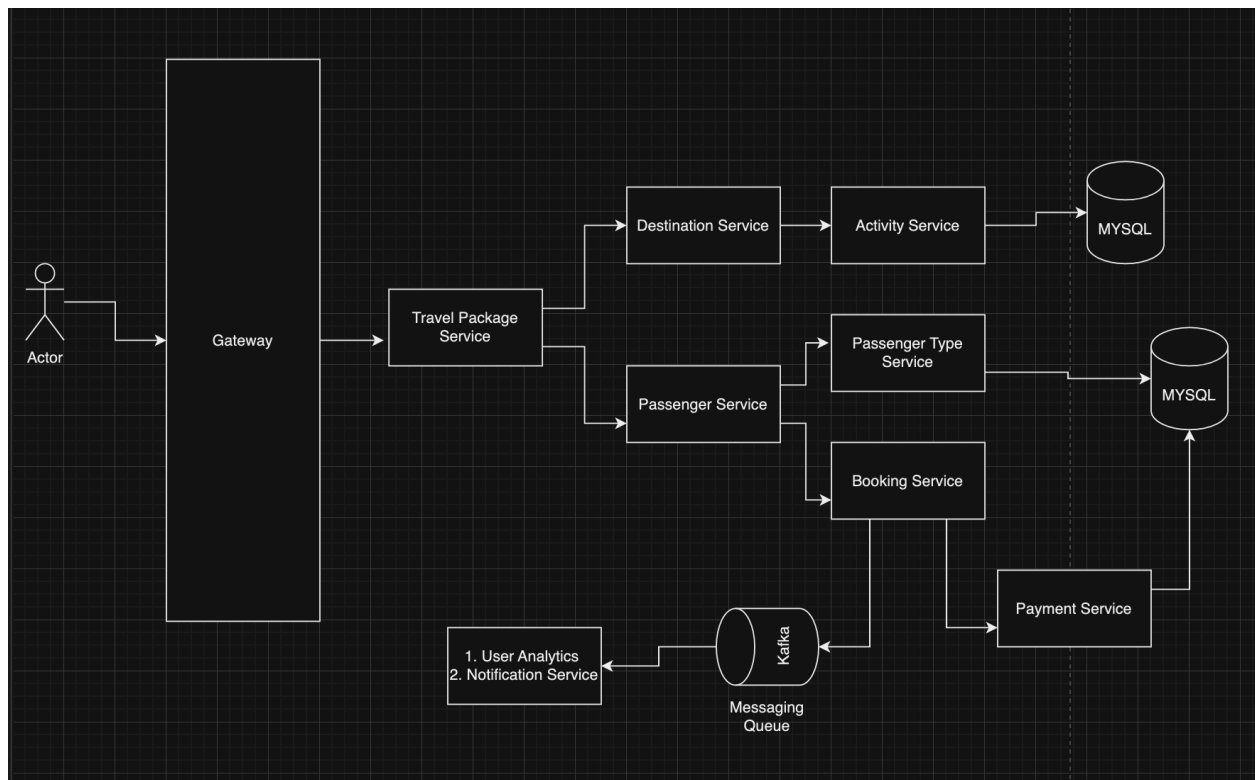 Actor
Gateway
Travel Package
Service
Destination Service
Activity Service
MYSQL
Passenger Service
Passenger Type
Service
MYSQL
Booking Service
Payment Service
Kafka
Messaging
Queue
1. User Analytics
2. Notification Service